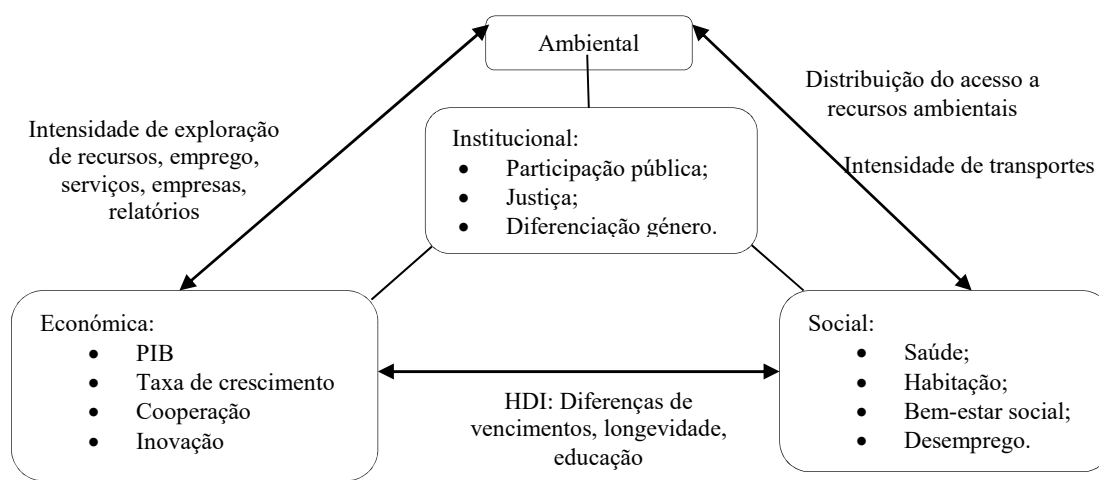 Ambiental
Distribuição do acesso a
recursos ambientais
Intensidade de transportes
Intensidade de exploração
de recursos, emprego,
serviços, empresas,
relatórios
Institucional:
• Participação pública;
• Justiça;
• Diferenciação género.
Económica:
• PIB
• Taxa de crescimento
• Cooperação
• Inovação
HDI: Diferenças de
vencimentos, longevidade,
educação
Social:
• Saúde;
• Habitação;
• Bem-estar social;
• Desemprego.